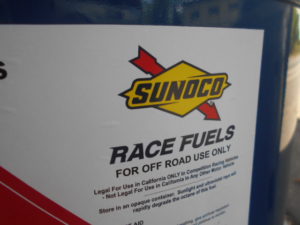 S
SUNOCO
RACE FUELS
FOR OFF ROAD USE ONLY
Legal For Use in California ONLY in Competition Racing Vehicles
- Not Legal For Use in California in Any Other Motor Vehicle
Store in an opaque container. Sunlight and ultraviolet rays will
rapidly degrade the octane of this fuel.
AID